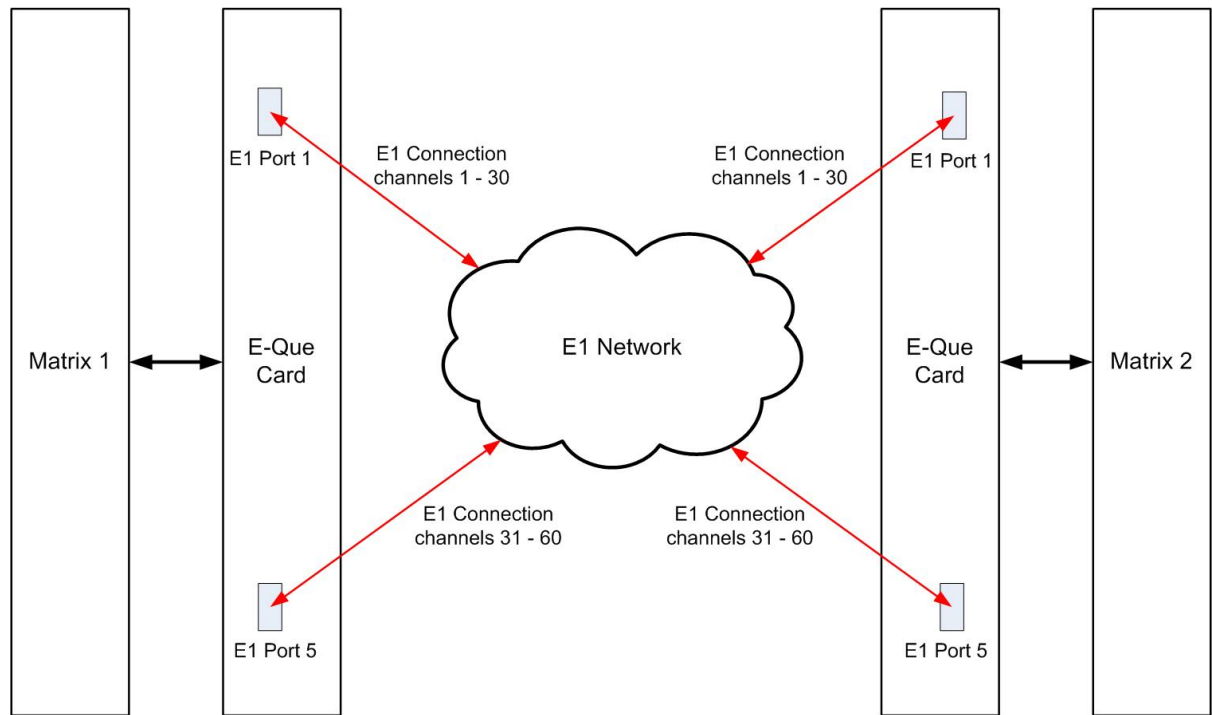 E1 Port 1
E1 Connection
channels 1 - 30
E1 Connection
channels 1 - 30
E1 Port 1
Matrix 1
E-Que
Card
E1 Network
E-Que
Card
Matrix 2
E1 Connection
channels 31 - 60
E1 Connection
channels 31 - 60
E1 Port 5
E1 Port 5